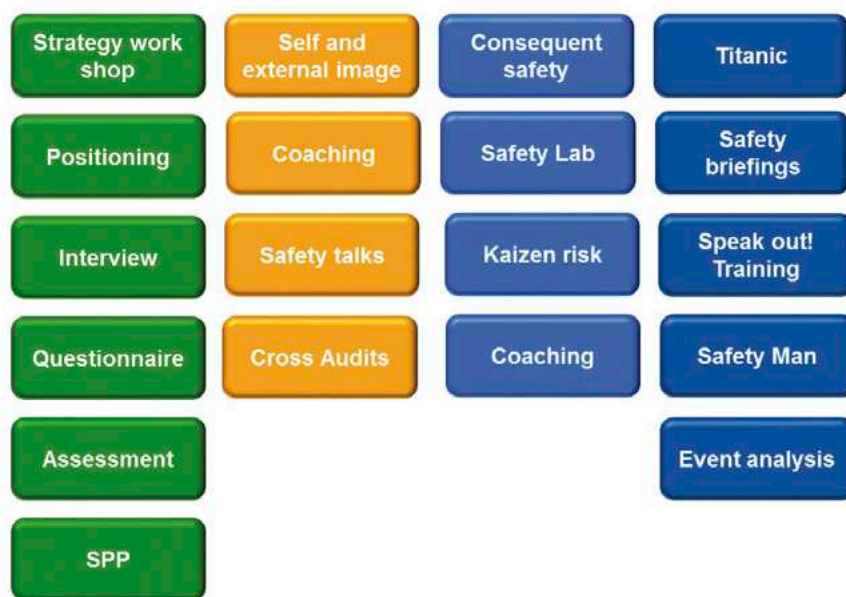 Strategy work
shop
Self and
external image
Consequent
safety
Titanic
Positioning
Coaching
Safety Lab
Safety
briefings
Interview
Safety talks
Kaizen risk
Speak out!
Training
Questionnaire
Cross Audits
Coaching
Safety Man
Assessment
Event analysis
SPP